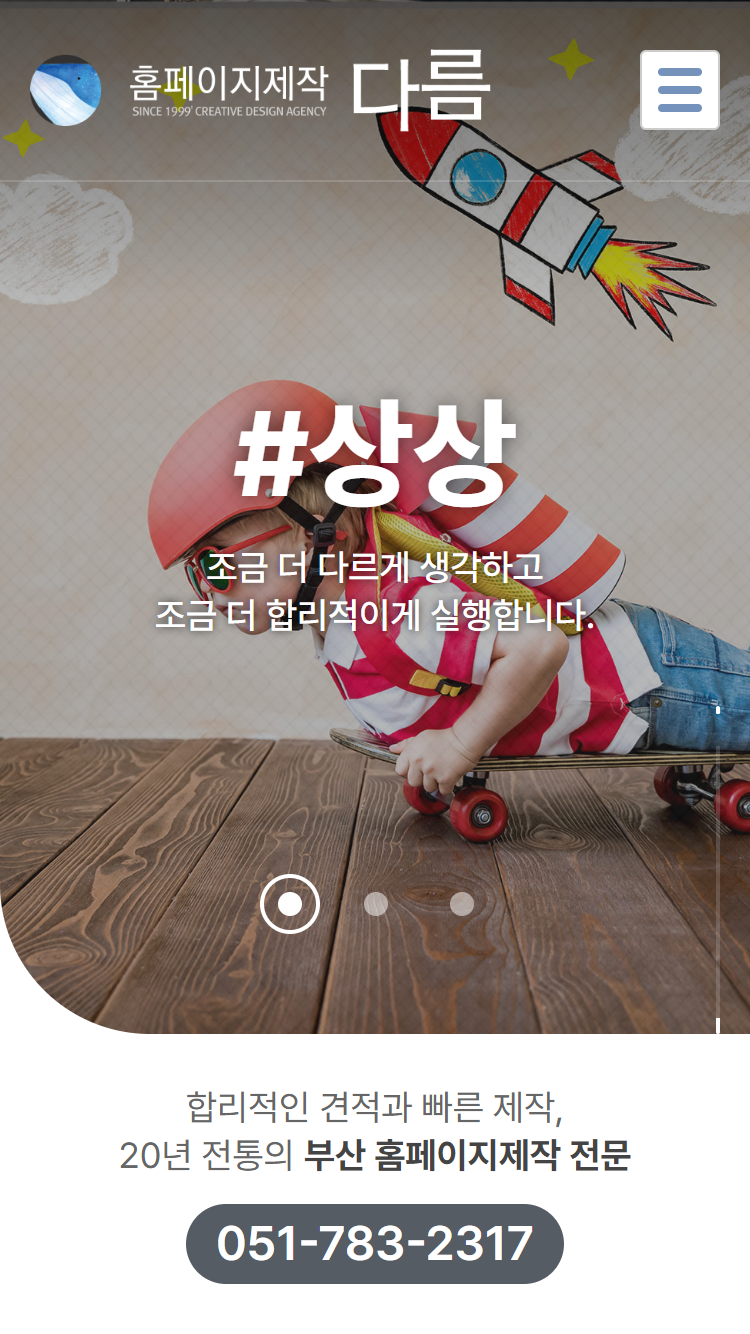 홈페이지제작 다름
SINCE 1999' CREATIVE DESIGN AGENCY
#상상
조금 더 다르게 생각하고
조금 더 합리적이게 실행합니다.
합리적인 견적과 빠른 제작,
20년 전통의 부산 홈페이지제작 전문
051-783-2317